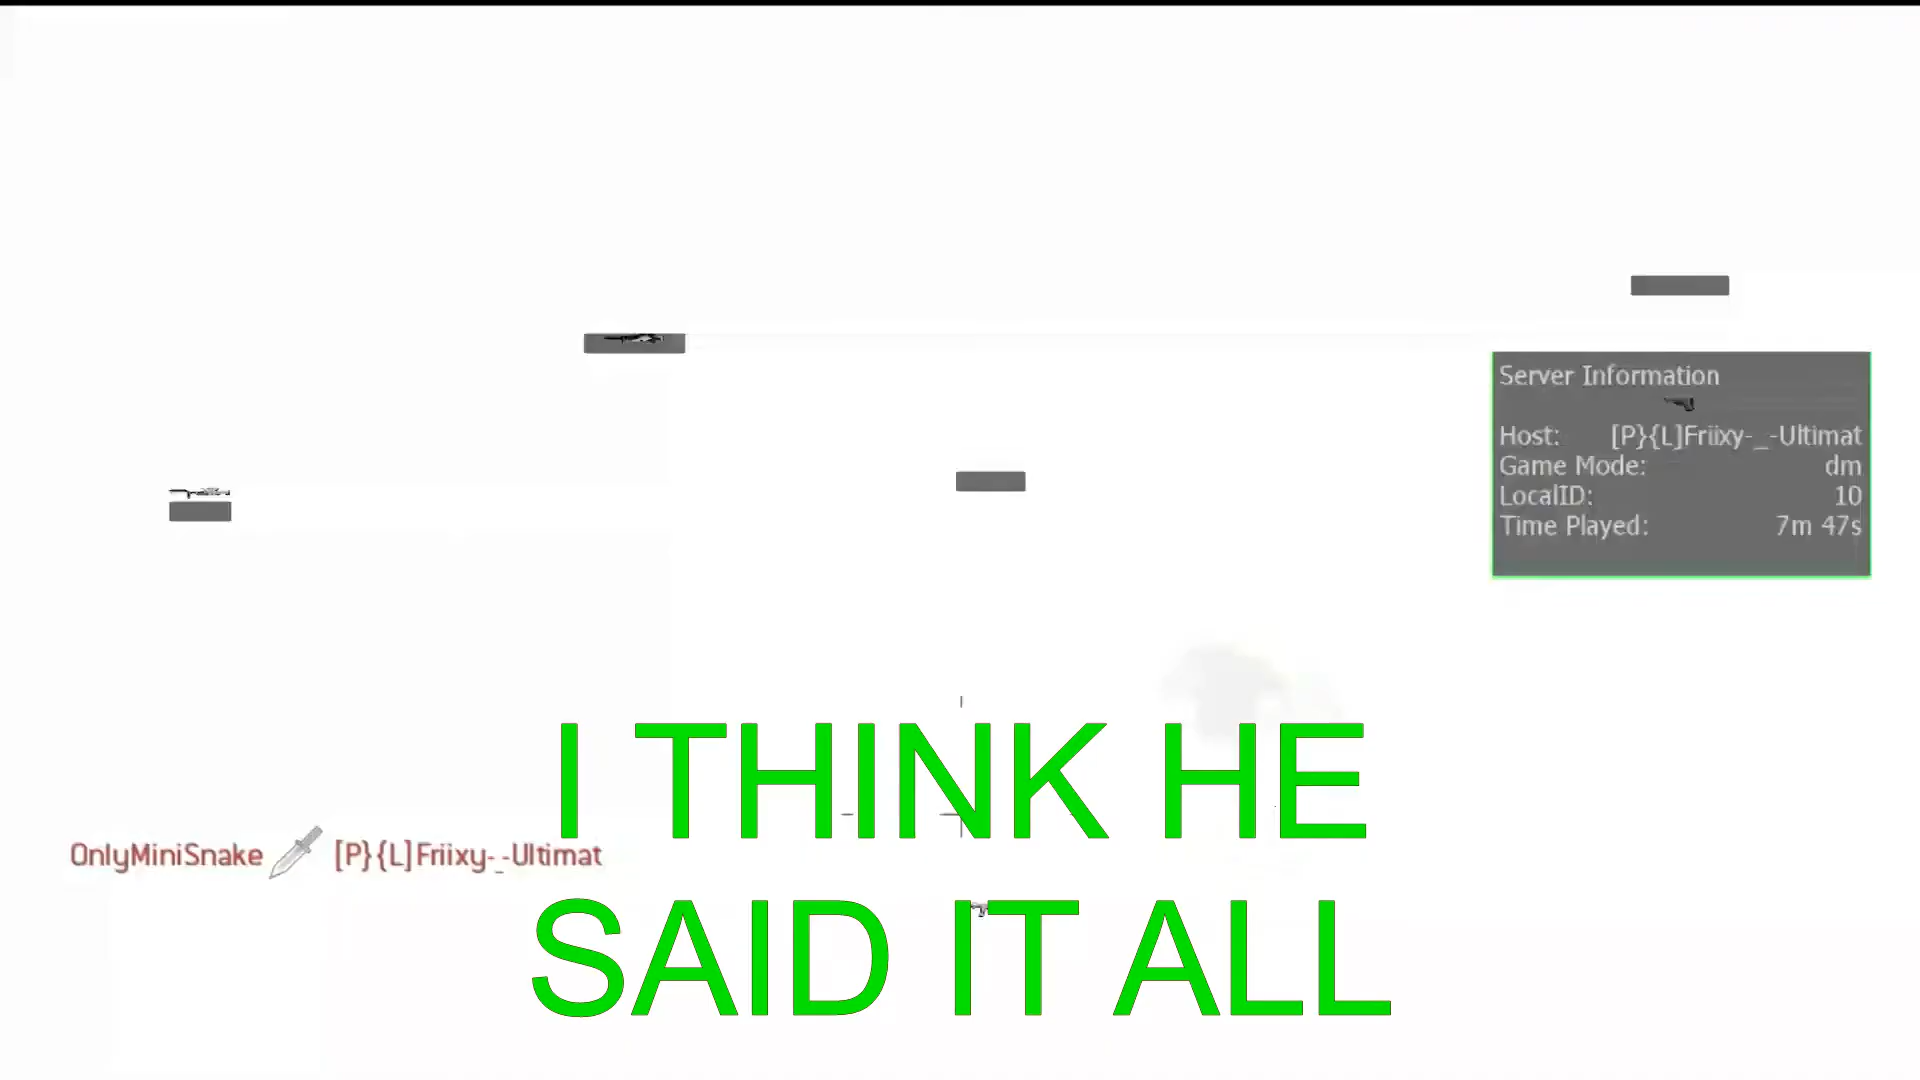 Server Information
Host: [P}{L]Friixy-_-Ultimat
Game Mode: dm
LocalID: 10
Time Played: 7m 47s
I THINK HE
OnlyMiniSnake [P}{L]Friixy-_-Ultimat
SAID IT ALL